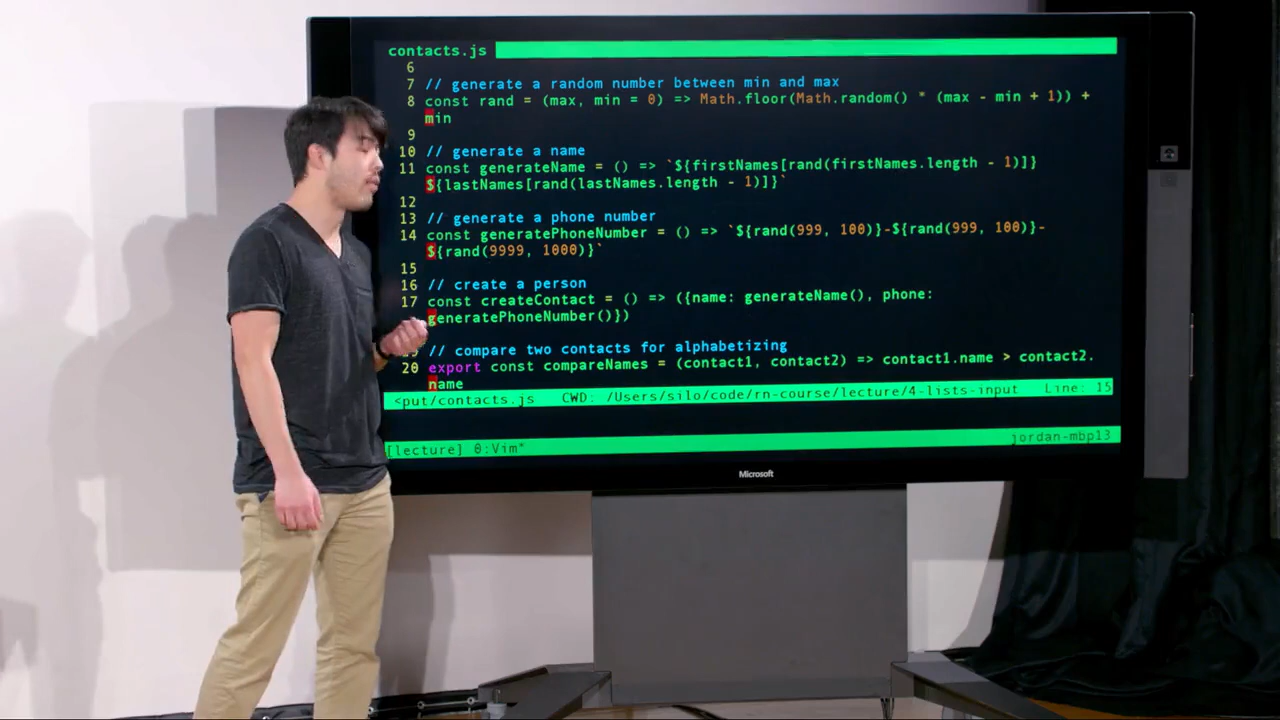 contacts.js
6
7 // generate a random number between min and max
8 const rand = (max, min = 0) => Math.floor(Math.random() * (max - min + 1)) +
min
9
10 // generate a name
11 const generateName = () => `${firstNames[rand(firstNames.length - 1)]}
${lastNames[rand(lastNames.length - 1)]}`
12
13 // generate a phone number
14 const generatePhoneNumber = () => `${rand(999, 100)}-${rand(999, 100)}-
${rand(9999, 1000)}`
15
16 // create a person
17 const createContact = () => ({name: generateName(), phone:
generatePhoneNumber()})
// compare two contacts for alphabetizing
20 export const compareNames = (contact1, contact2) => contact1.name > contact2.
name
<put/contacts.js CWD: /Users/silo/code/rn-course/lecture/4-lists-input Line: 15
[lecture] 0:Vim* jordan-mbp13
Microsoft